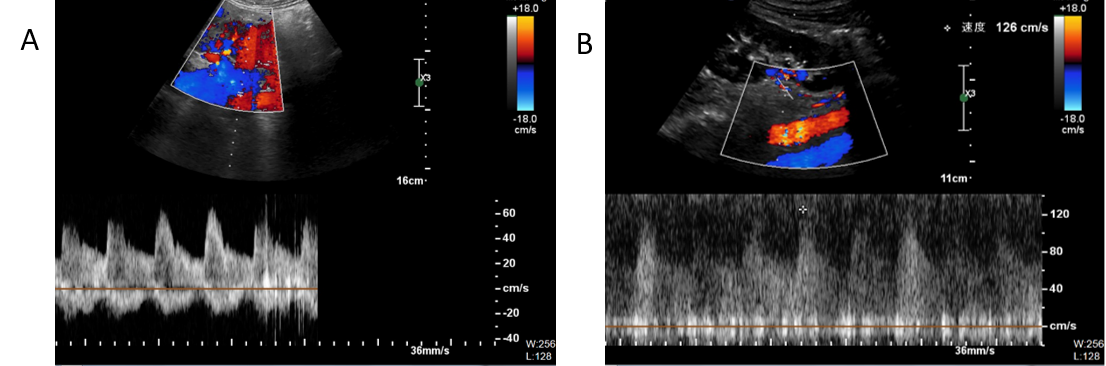 A
+18.0
X3
-18.0
cm/s
16cm
60
40
20
cm/s
-20
-40
36mm/s
W:256
L:128
B
速度 126 cm/s
+18.0
X3
-18.0
cm/s
11cm
120
80
40
cm/s
36mm/s
W:256
L:128